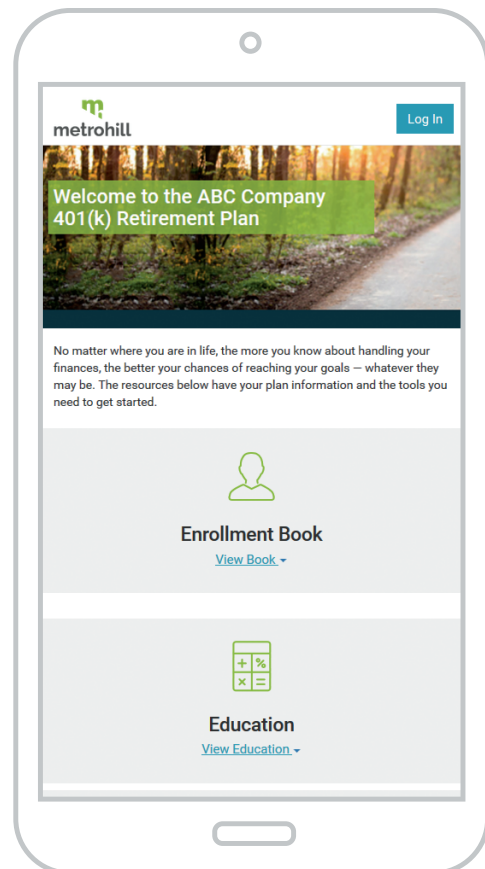 metrohill
Log In
Welcome to the ABC Company
401(k) Retirement Plan
No matter where you are in life, the more you know about handling your
finances, the better your chances of reaching your goals — whatever they
may be. The resources below have your plan information and the tools you
need to get started.
Enrollment Book
View Book
+ %
× =
Education
View Education